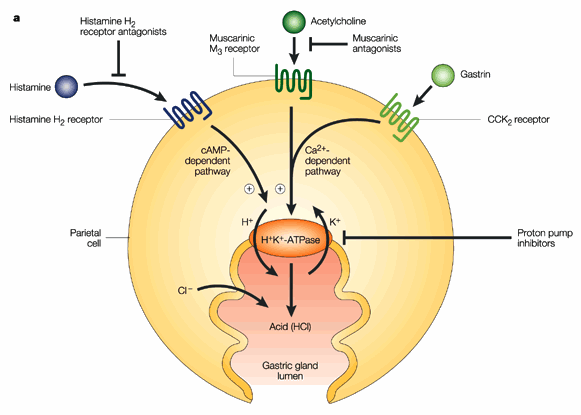 a
Histamine H2
receptor antagonists
Acetylcholine
Muscarinic
M3 receptor
Muscarinic
antagonists
Histamine
Gastrin
Histamine H2 receptor
CCK2 receptor
cAMP-
dependent
pathway
Ca2+-
dependent
pathway
+
+
H+
K+
Parietal
cell
H+K+-ATPase
Proton pump
inhibitors
Cl–
Acid (HCl)
Gastric gland
lumen